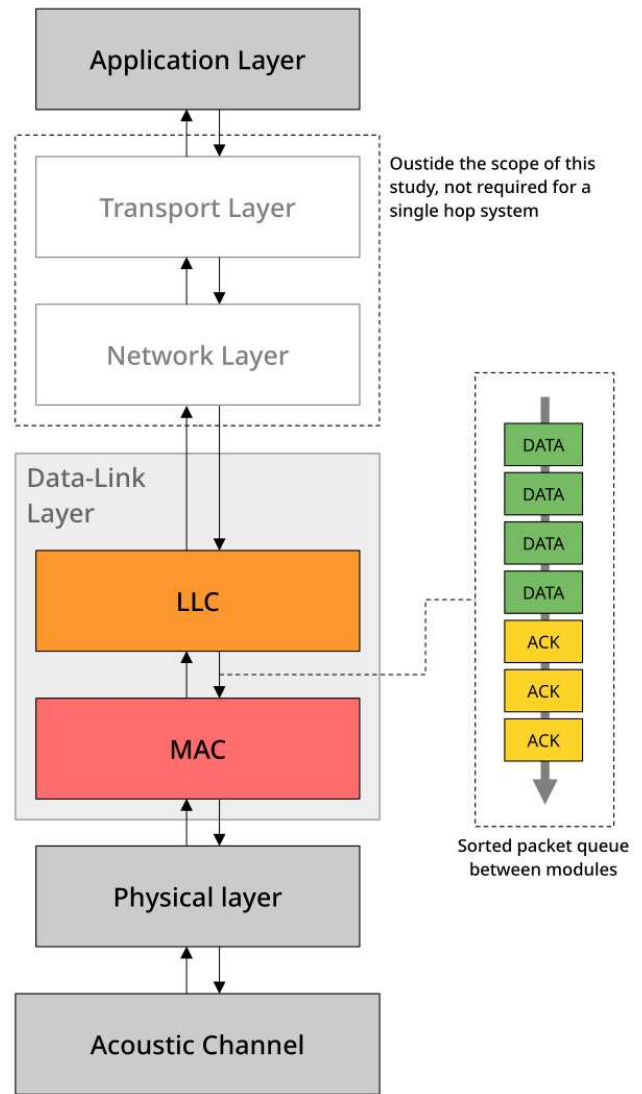 Application Layer
Oustide the scope of this
study, not required for a
single hop system
Transport Layer
Network Layer
Data-Link
Layer
LLC
MAC
DATA
DATA
DATA
DATA
ACK
ACK
ACK
Sorted packet queue
between modules
Physical layer
Acoustic Channel